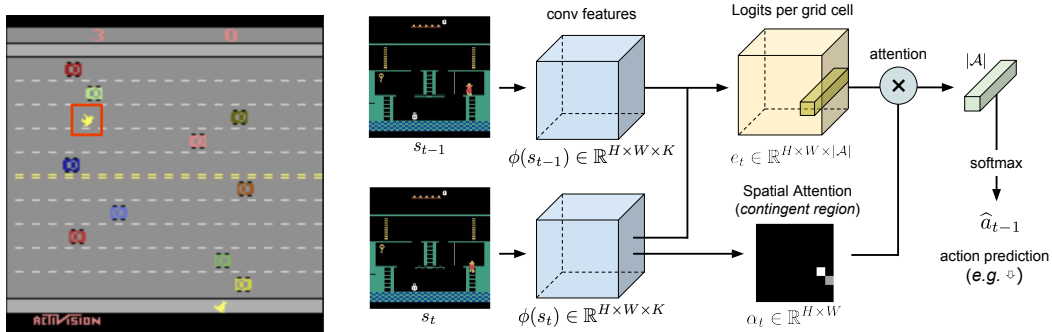 3 0
ACTIVISION
conv features
Logits per grid cell
attention
|𝒜|
s_{t-1}
ϕ(s_{t-1}) ∈ ℝ^{H×W×K}
e_t ∈ ℝ^{H×W×|𝒜|}
softmax
Spatial Attention
(contingent region)
â_{t-1}
action prediction
(e.g. ⇩)
s_t
ϕ(s_t) ∈ ℝ^{H×W×K}
α_t ∈ ℝ^{H×W}